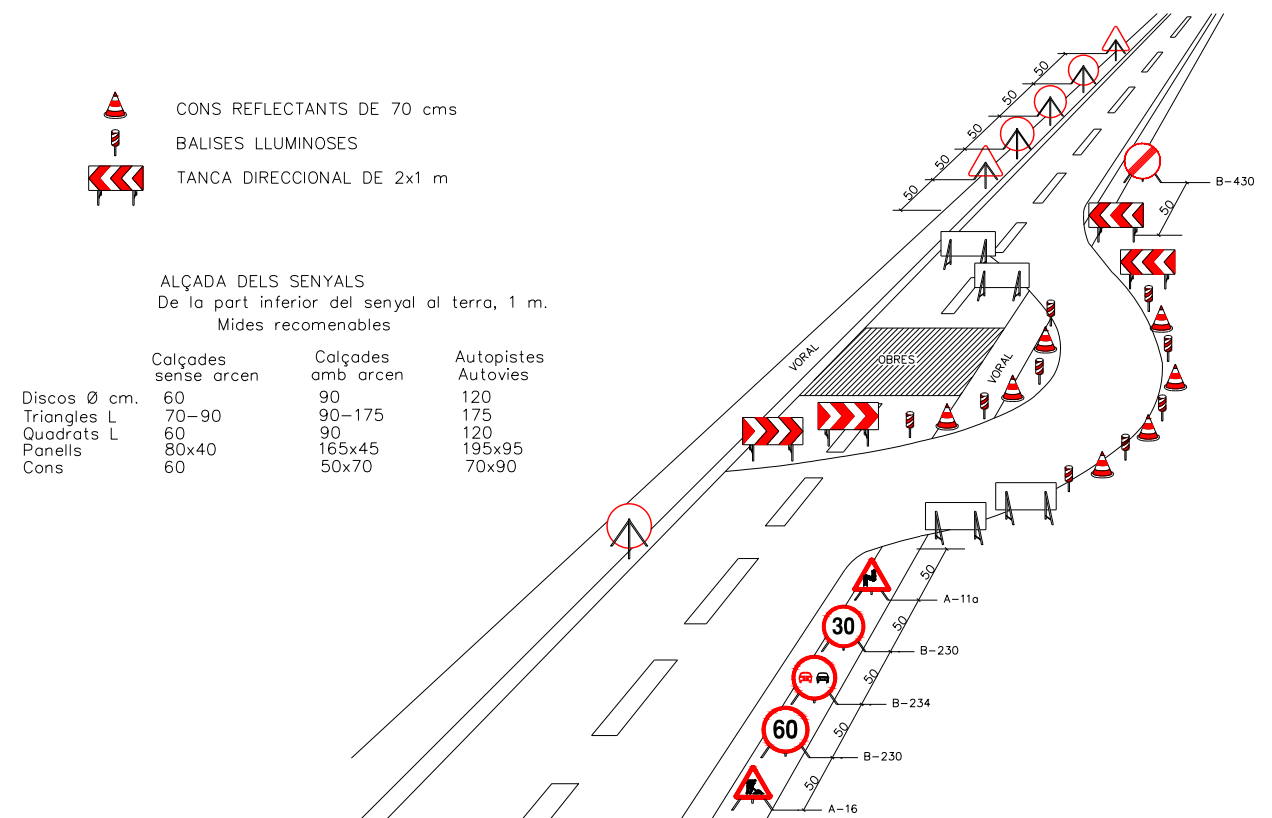 CONS REFLECTANTS DE 70 cms
BALISES LLUMINOSES
TANCA DIRECCIONAL DE 2x1 m
ALÇADA DELS SENYALS
De la part inferior del senyal al terra, 1 m.
Mides recomenables
Calçades sense arcen
Calçades amb arcen
Autopistes Autovies
Discos Ø cm. 60 90 120
Triangles L 70-90 90-175 175
Quadrats L 60 90 120
Panells 80x40 165x45 195x95
Cons 60 50x70 70x90
50
50
50
50
50
B-430
50
VORAL
OBRES
VORAL
50
A-11a
50
30
B-230
50
B-234
50
60
B-230
50
A-16